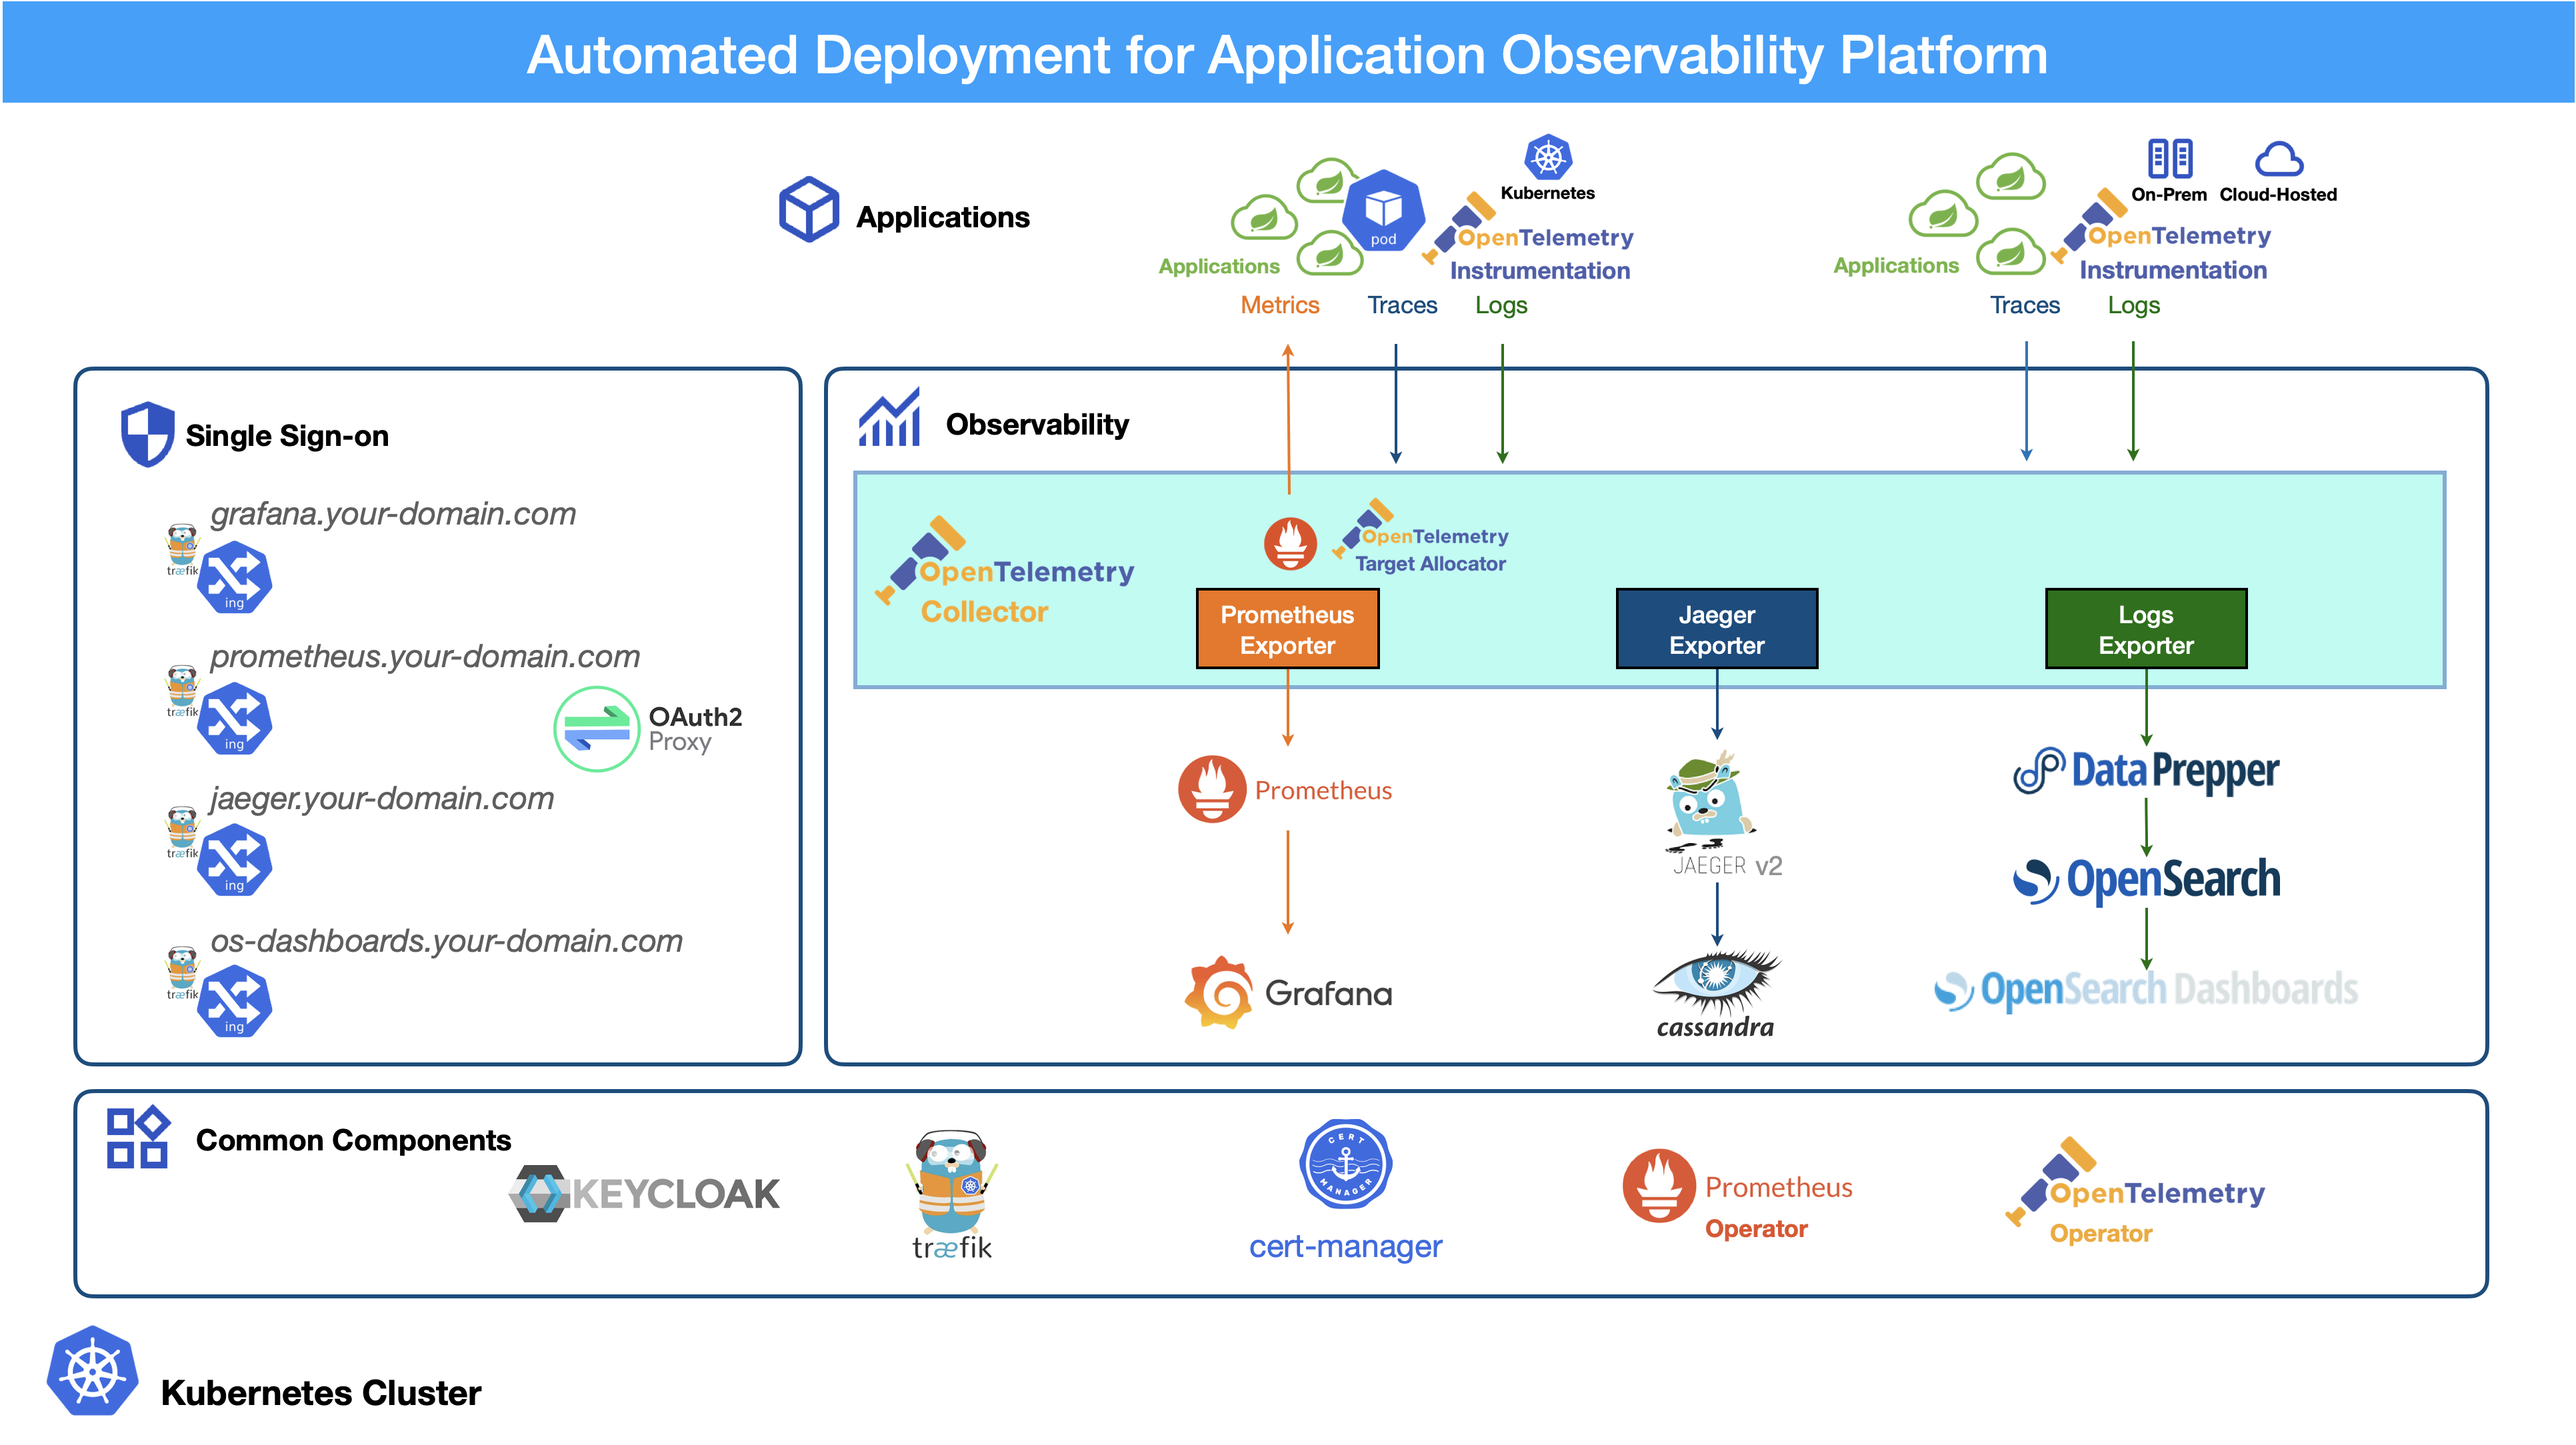 Automated Deployment for Application Observability Platform
Applications
Applications
pod
Kubernetes
OpenTelemetry
Instrumentation
Metrics
Traces
Logs
Applications
On-Prem
Cloud-Hosted
OpenTelemetry
Instrumentation
Traces
Logs
Single Sign-on
grafana.your-domain.com
træfik
ing
prometheus.your-domain.com
træfik
ing
OAuth2
Proxy
jaeger.your-domain.com
træfik
ing
os-dashboards.your-domain.com
træfik
ing
Observability
OpenTelemetry
Collector
OpenTelemetry
Target Allocator
Prometheus
Exporter
Jaeger
Exporter
Logs
Exporter
Prometheus
JAEGER v2
Data Prepper
OpenSearch
Grafana
cassandra
OpenSearch Dashboards
Common Components
KEYCLOAK
træfik
CERT
MANAGER
cert-manager
Prometheus
Operator
OpenTelemetry
Operator
Kubernetes Cluster